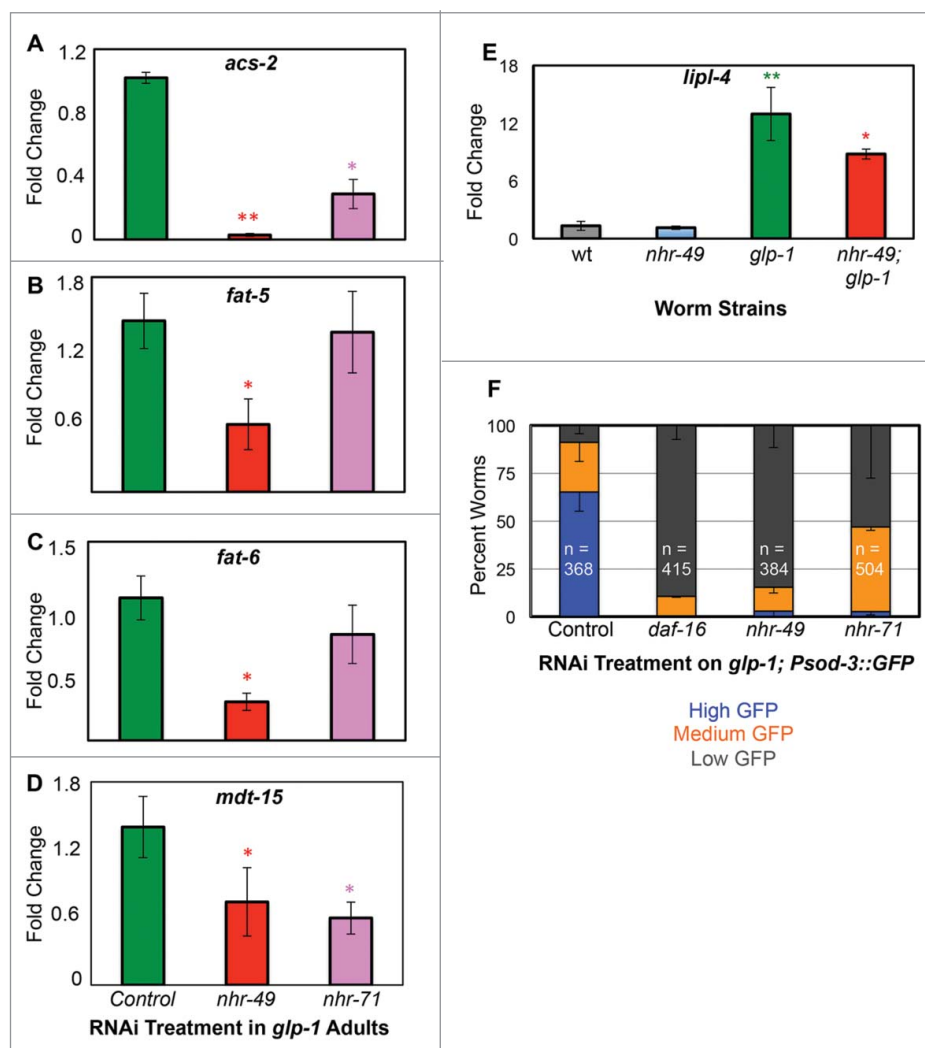 A
acs-2
1.2
0.8
0.4
0
Fold Change
**
*
B
fat-5
1.8
1.2
0.6
Fold Change
*
C
fat-6
1.5
1.0
0.5
Fold Change
*
D
mdt-15
1.8
1.2
0.6
0
Fold Change
*
*
Control nhr-49 nhr-71
RNAi Treatment in glp-1 Adults
E
lipl-4
18
12
6
0
Fold Change
**
*
wt nhr-49 glp-1 nhr-49;
glp-1
Worm Strains
F
100
75
50
25
0
Percent Worms
n = n = n = n =
368 415 384 504
Control daf-16 nhr-49 nhr-71
RNAi Treatment on glp-1; Psod-3::GFP
High GFP
Medium GFP
Low GFP